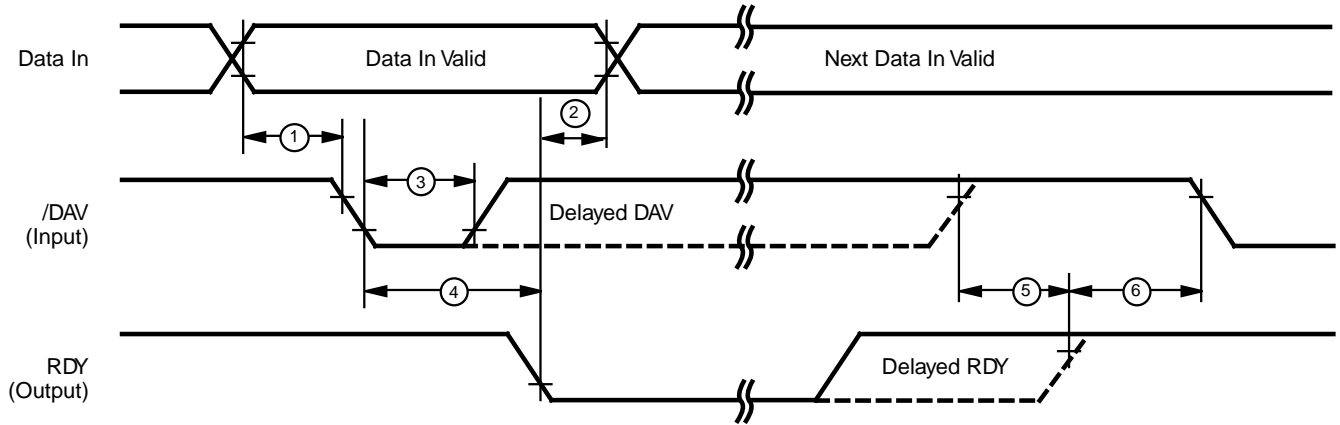 Data In
Data In Valid
Next Data In Valid
1
2
3
/DAV
(Input)
Delayed DAV
4
5
6
RDY
(Output)
Delayed RDY